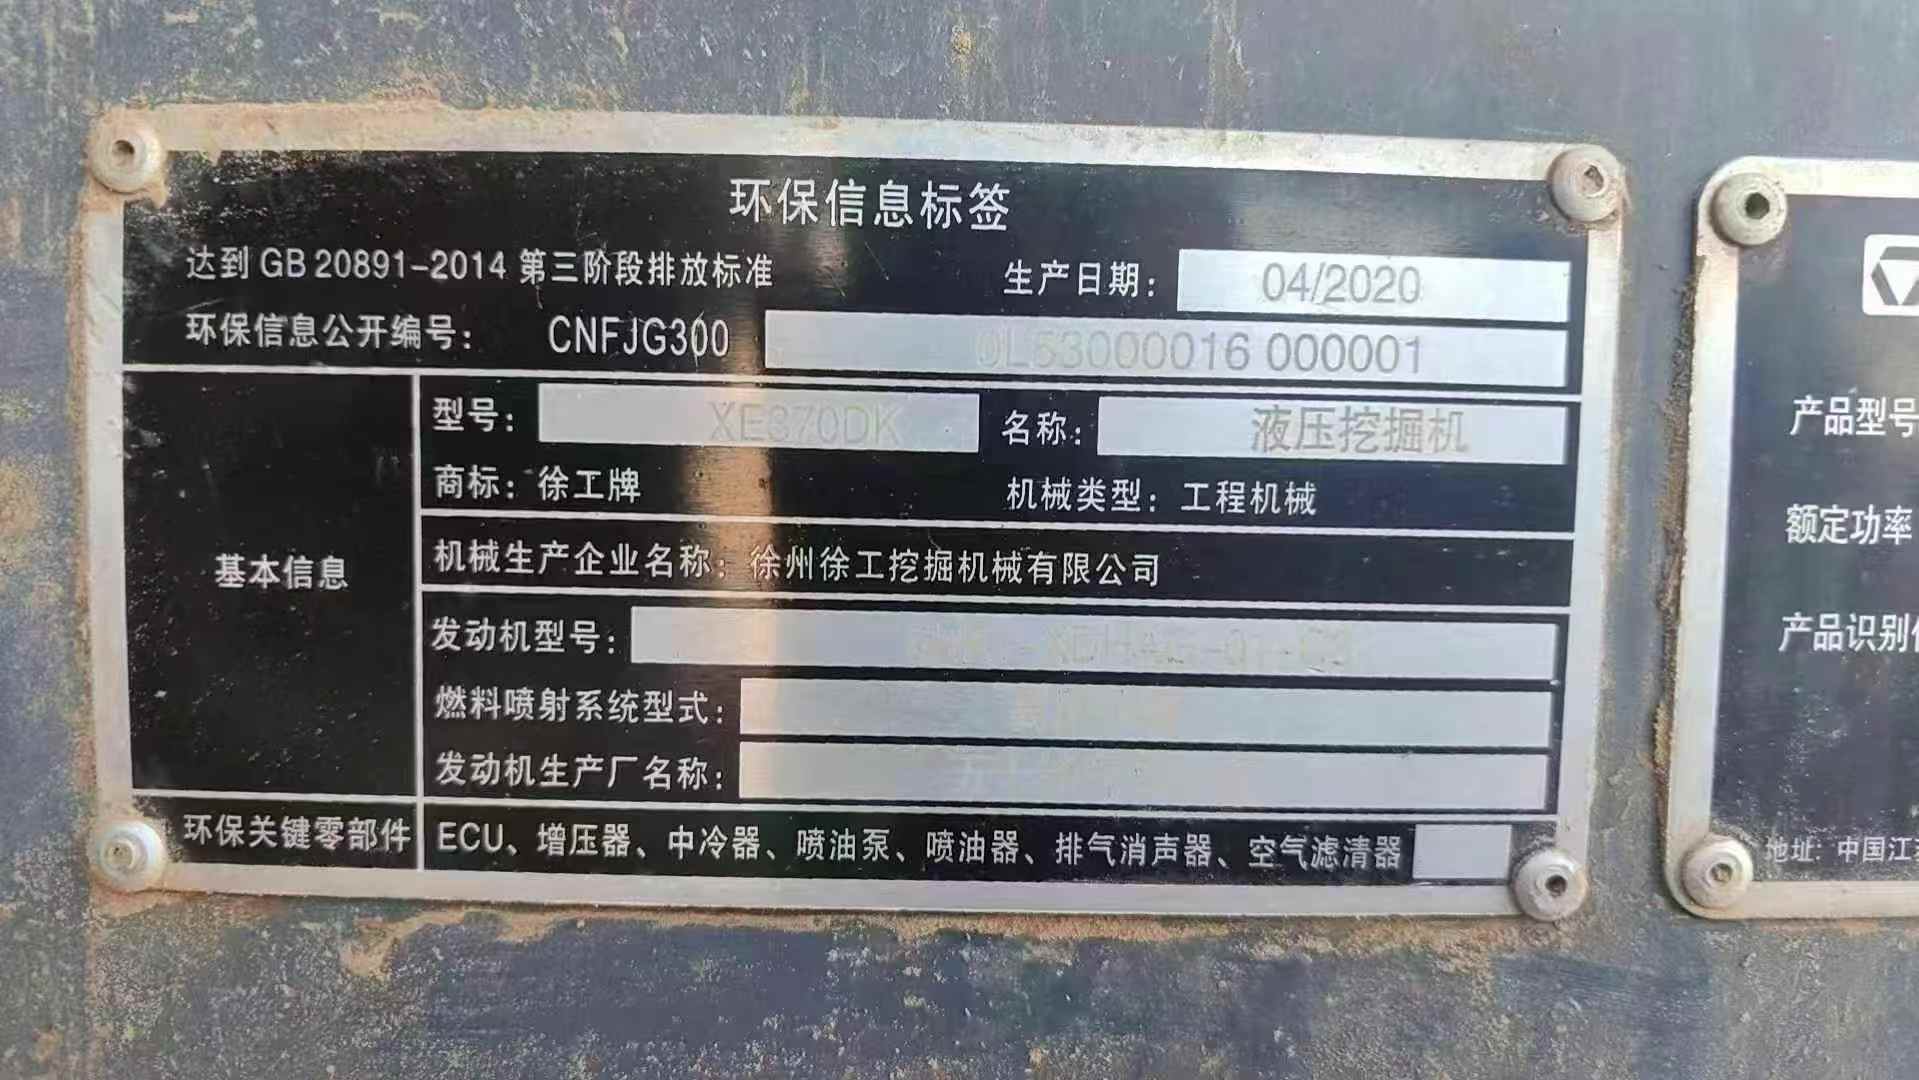 环保信息标签
达到 GB 20891-2014 第三阶段排放标准 生产日期: 04/2020
环保信息公开编号: CNFJG300 0L53000016 000001
型号: XE370DK 名称: 液压挖掘机
商标: 徐工牌 机械类型: 工程机械
基本信息
机械生产企业名称: 徐州徐工挖掘机械有限公司
发动机型号:
燃料喷射系统型式:
发动机生产厂名称:
环保关键零部件 ECU、增压器、中冷器、喷油泵、喷油器、排气消声器、空气滤清器
产品型号
额定功率
产品识别
地址: 中国江